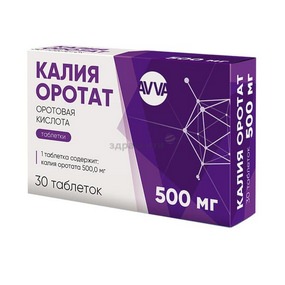 КАЛИЯ
ОРОТАТ
ОРОТОВАЯ
КИСЛОТА
таблетки
1 таблетка содержит:
калия оротата 500,0 мг
30 таблеток
AVVA
500 мг
КАЛИЯ
ОРОТАТ
500 мг